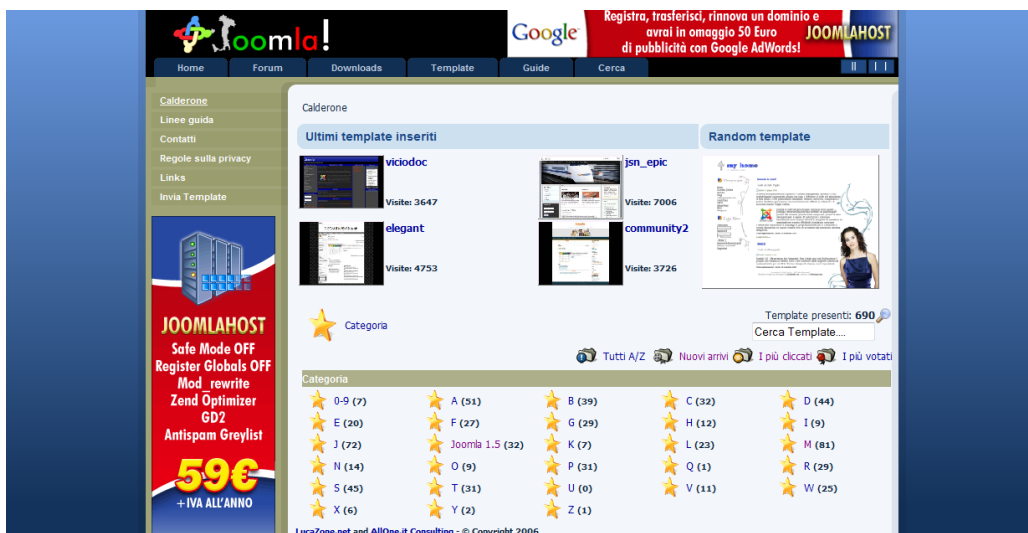 Joomla!
Google
Registra, trasferisci, rinnova un dominio e
avrai in omaggio 50 Euro
di pubblicità con Google AdWords!
JOOMLAHOST
Home Forum Downloads Template Guide Cerca
Calderone
Linee guida
Contatti
Regole sulla privacy
Links
Invia Template
JOOMLAHOST
Safe Mode OFF
Register Globals OFF
Mod_rewrite
Zend Optimizer
GD2
Antispam Greylist
59€
+ IVA ALL'ANNO
Calderone
Ultimi template inseriti
Random template
viciodoc
Visite: 3647
jsn_epic
Visite: 7006
elegant
Visite: 4753
community2
Visite: 3726
Categoria
Template presenti: 690
Cerca Template....
Tutti A/Z Nuovi arrivi I più cliccati I più votati
Categoria
0-9 (7) A (51) B (39) C (32) D (44)
E (20) F (27) G (29) H (12) I (9)
J (72) Joomla 1.5 (32) K (7) L (23) M (81)
N (14) O (9) P (31) Q (1) R (29)
S (45) T (31) U (0) V (11) W (25)
X (6) Y (2) Z (1)
LucaZone.net and AllOne.it Consulting - © Copyright 2006